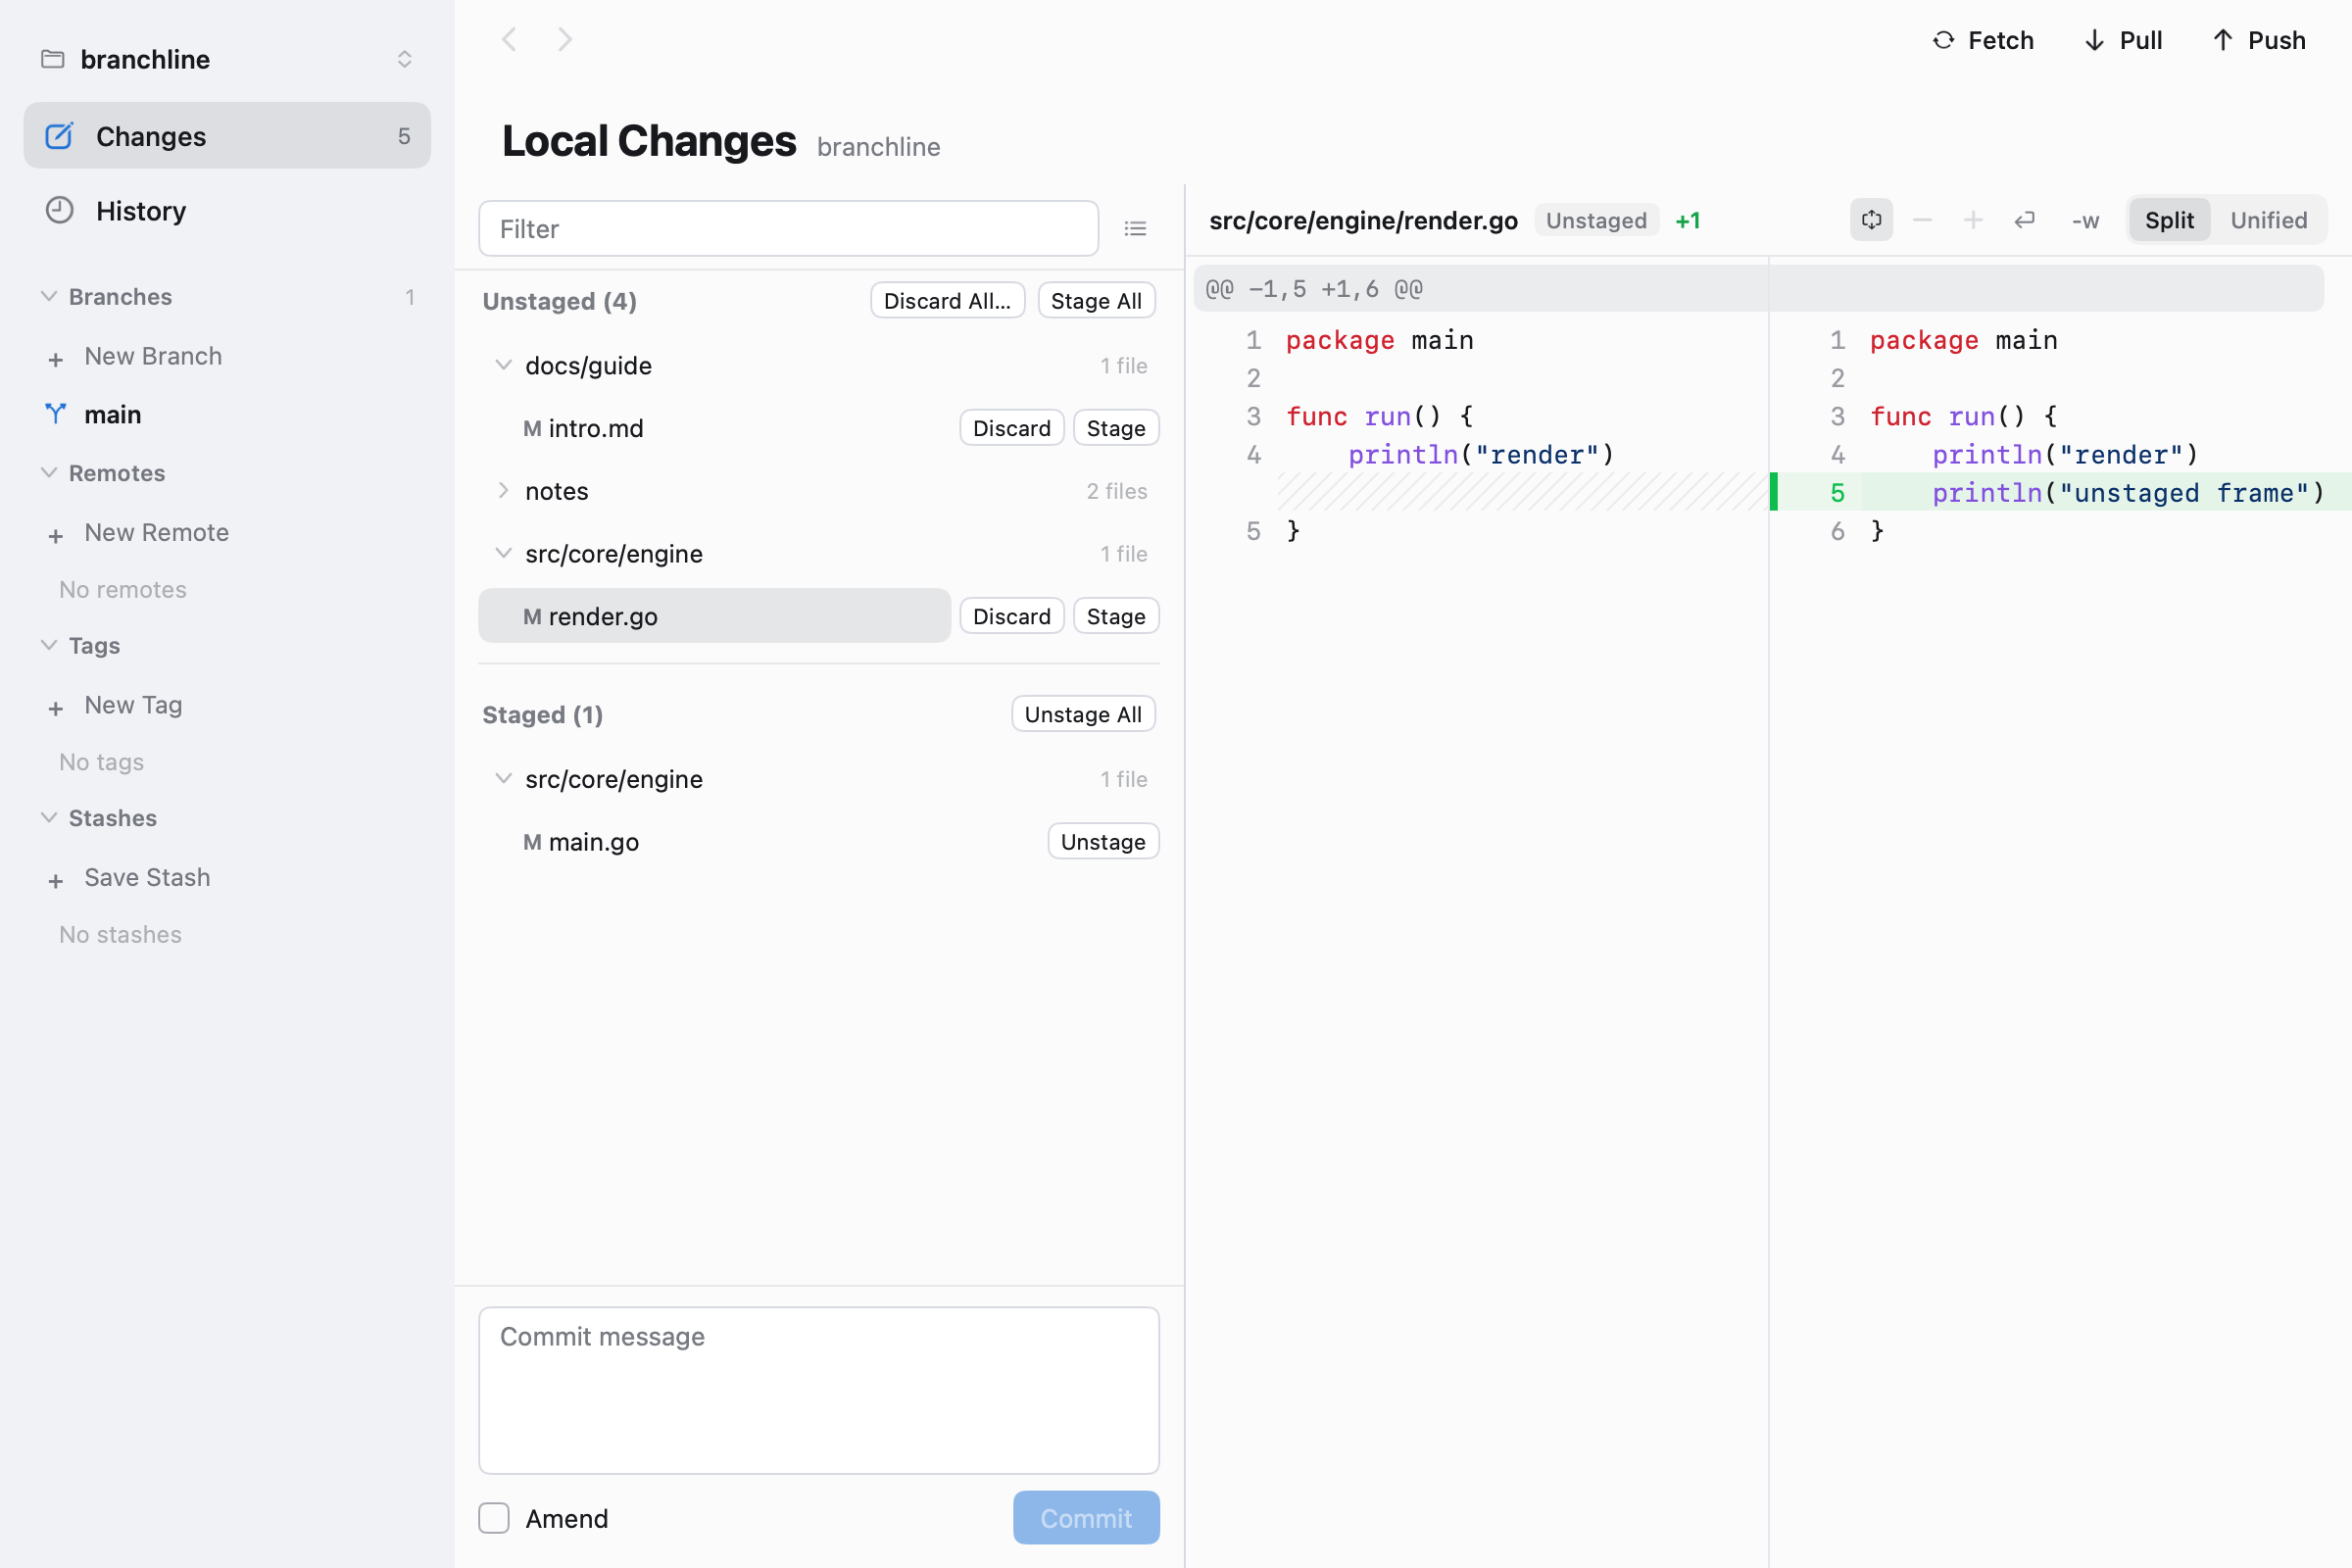 branchline
Changes 5
History
Branches 1
+ New Branch
main
Remotes
+ New Remote
No remotes
Tags
+ New Tag
No tags
Stashes
+ Save Stash
No stashes
Fetch Pull Push
Local Changes branchline
Filter
Unstaged (4) Discard All... Stage All
docs/guide 1 file
M intro.md Discard Stage
notes 2 files
src/core/engine 1 file
M render.go Discard Stage
Staged (1) Unstage All
src/core/engine 1 file
M main.go Unstage
Commit message
Amend Commit
src/core/engine/render.go Unstaged +1 -w Split Unified
@@ −1,5 +1,6 @@
1 package main
2
3 func run() {
4 println("render")
5 }
1 package main
2
3 func run() {
4 println("render")
5 println("unstaged frame")
6 }